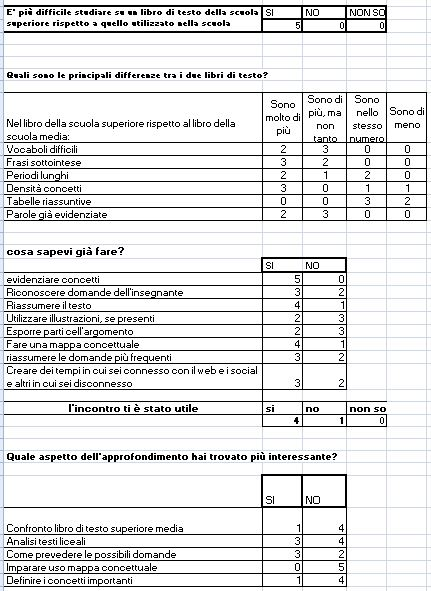 E' più difficile studiare su un libro di testo della scuola SI NO NON SO
superiore rispetto a quello utilizzato nella scuola 5 0 0
Quali sono le principali differenze tra i due libri di testo?
Nel libro della scuola superiore rispetto al libro della scuola media: Sono molto di più Sono di più, ma non tanto Sono nello stesso numero Sono di meno
Vocaboli difficili 2 3 0 0
Frasi sottointese 3 2 0 0
Periodi lunghi 2 1 2 0
Densità concetti 3 0 1 1
Tabelle riassuntive 0 0 3 2
Parole già evidenziate 2 3 0 0
cosa sapevi già fare?
SI NO
evidenziare concetti 5 0
Riconoscere domande dell'insegnante 3 2
Riassumere il testo 4 1
Utilizzare illustrazioni, se presenti 2 3
Esporre parti cell'argomento 2 3
Fare una mappa concettuale 4 1
riassumere le domande più frequenti 3 2
Creare dei tempi in cui sei connesso con il web e i social
e altri in cui sei disconnesso 3 2
l'incontro ti è stato utile si no non so
4 1 0
Quale aspetto dell'approfondimento hai trovato più interessante?
SI NO
Confronto libro di testo superiore media 1 4
Analisi testi liceali 3 4
Come prevedere le possibili domande 3 2
Imparare uso mappa concettuale 0 5
Definire i concetti importanti 1 4